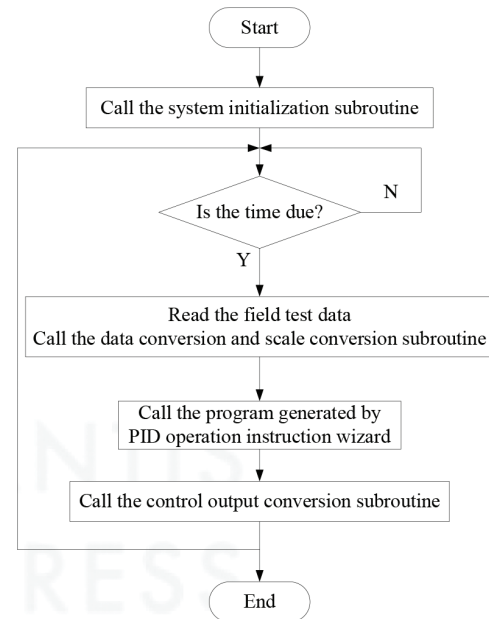 Start
Call the system initialization subroutine
Is the time due?
N
Y
Read the field test data
Call the data conversion and scale conversion subroutine
Call the program generated by
PID operation instruction wizard
Call the control output conversion subroutine
NTIS
RESS
End